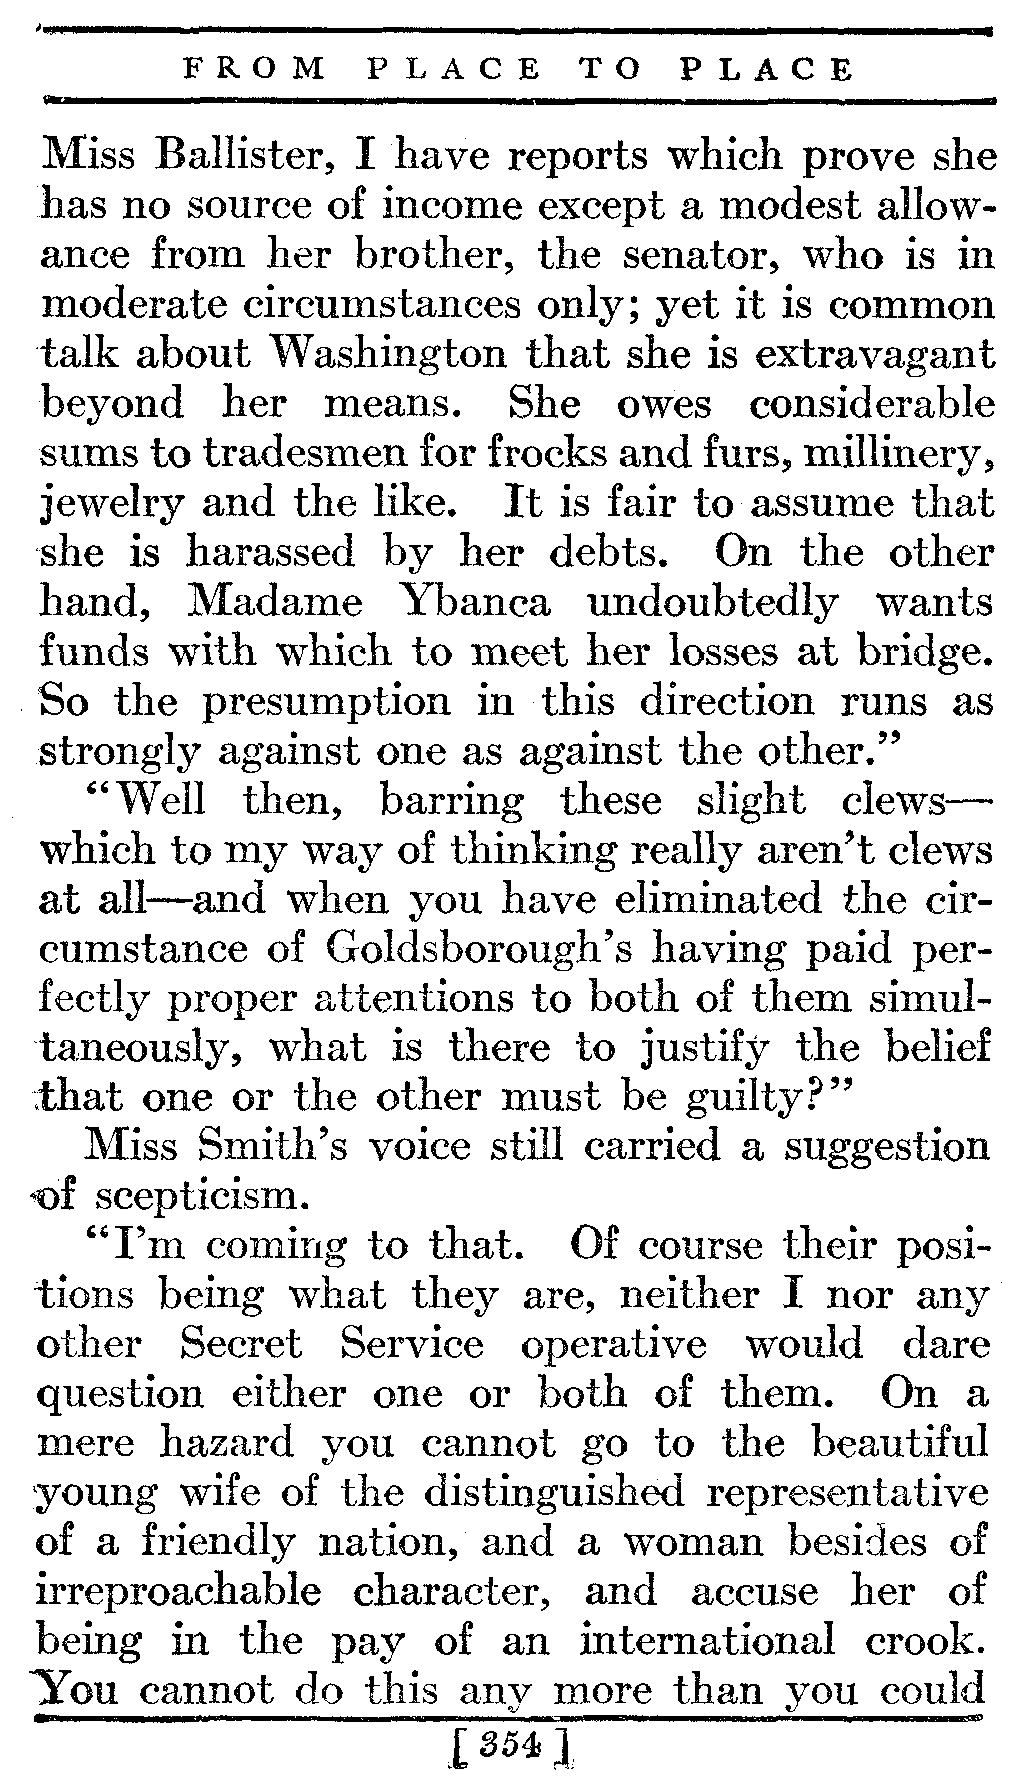 FROM PLACE TO PLACE
Miss Ballister, I have reports which prove she
has no source of income except a modest allow-
ance from her brother, the senator, who is in
moderate circumstances only; yet it is common
talk about Washington that she is extravagant
beyond her means. She owes considerable
sums to tradesmen for frocks and furs, millinery,
jewelry and the like. It is fair to assume that
she is harassed by her debts. On the other
hand, Madame Ybanca undoubtedly wants
funds with which to meet her losses at bridge.
So the presumption in this direction runs as
strongly against one as against the other.”
“Well then, barring these slight clews—
which to my way of thinking really aren’t clews
at all—and when you have eliminated the cir-
cumstance of Goldsborough’s having paid per-
fectly proper attentions to both of them simul-
taneously, what is there to justify the belief
that one or the other must be guilty?”
Miss Smith’s voice still carried a suggestion
of scepticism.
“I’m coming to that. Of course their posi-
tions being what they are, neither I nor any
other Secret Service operative would dare
question either one or both of them. On a
mere hazard you cannot go to the beautiful
young wife of the distinguished representative
of a friendly nation, and a woman besides of
irreproachable character, and accuse her of
being in the pay of an international crook.
You cannot do this any more than you could
[354]